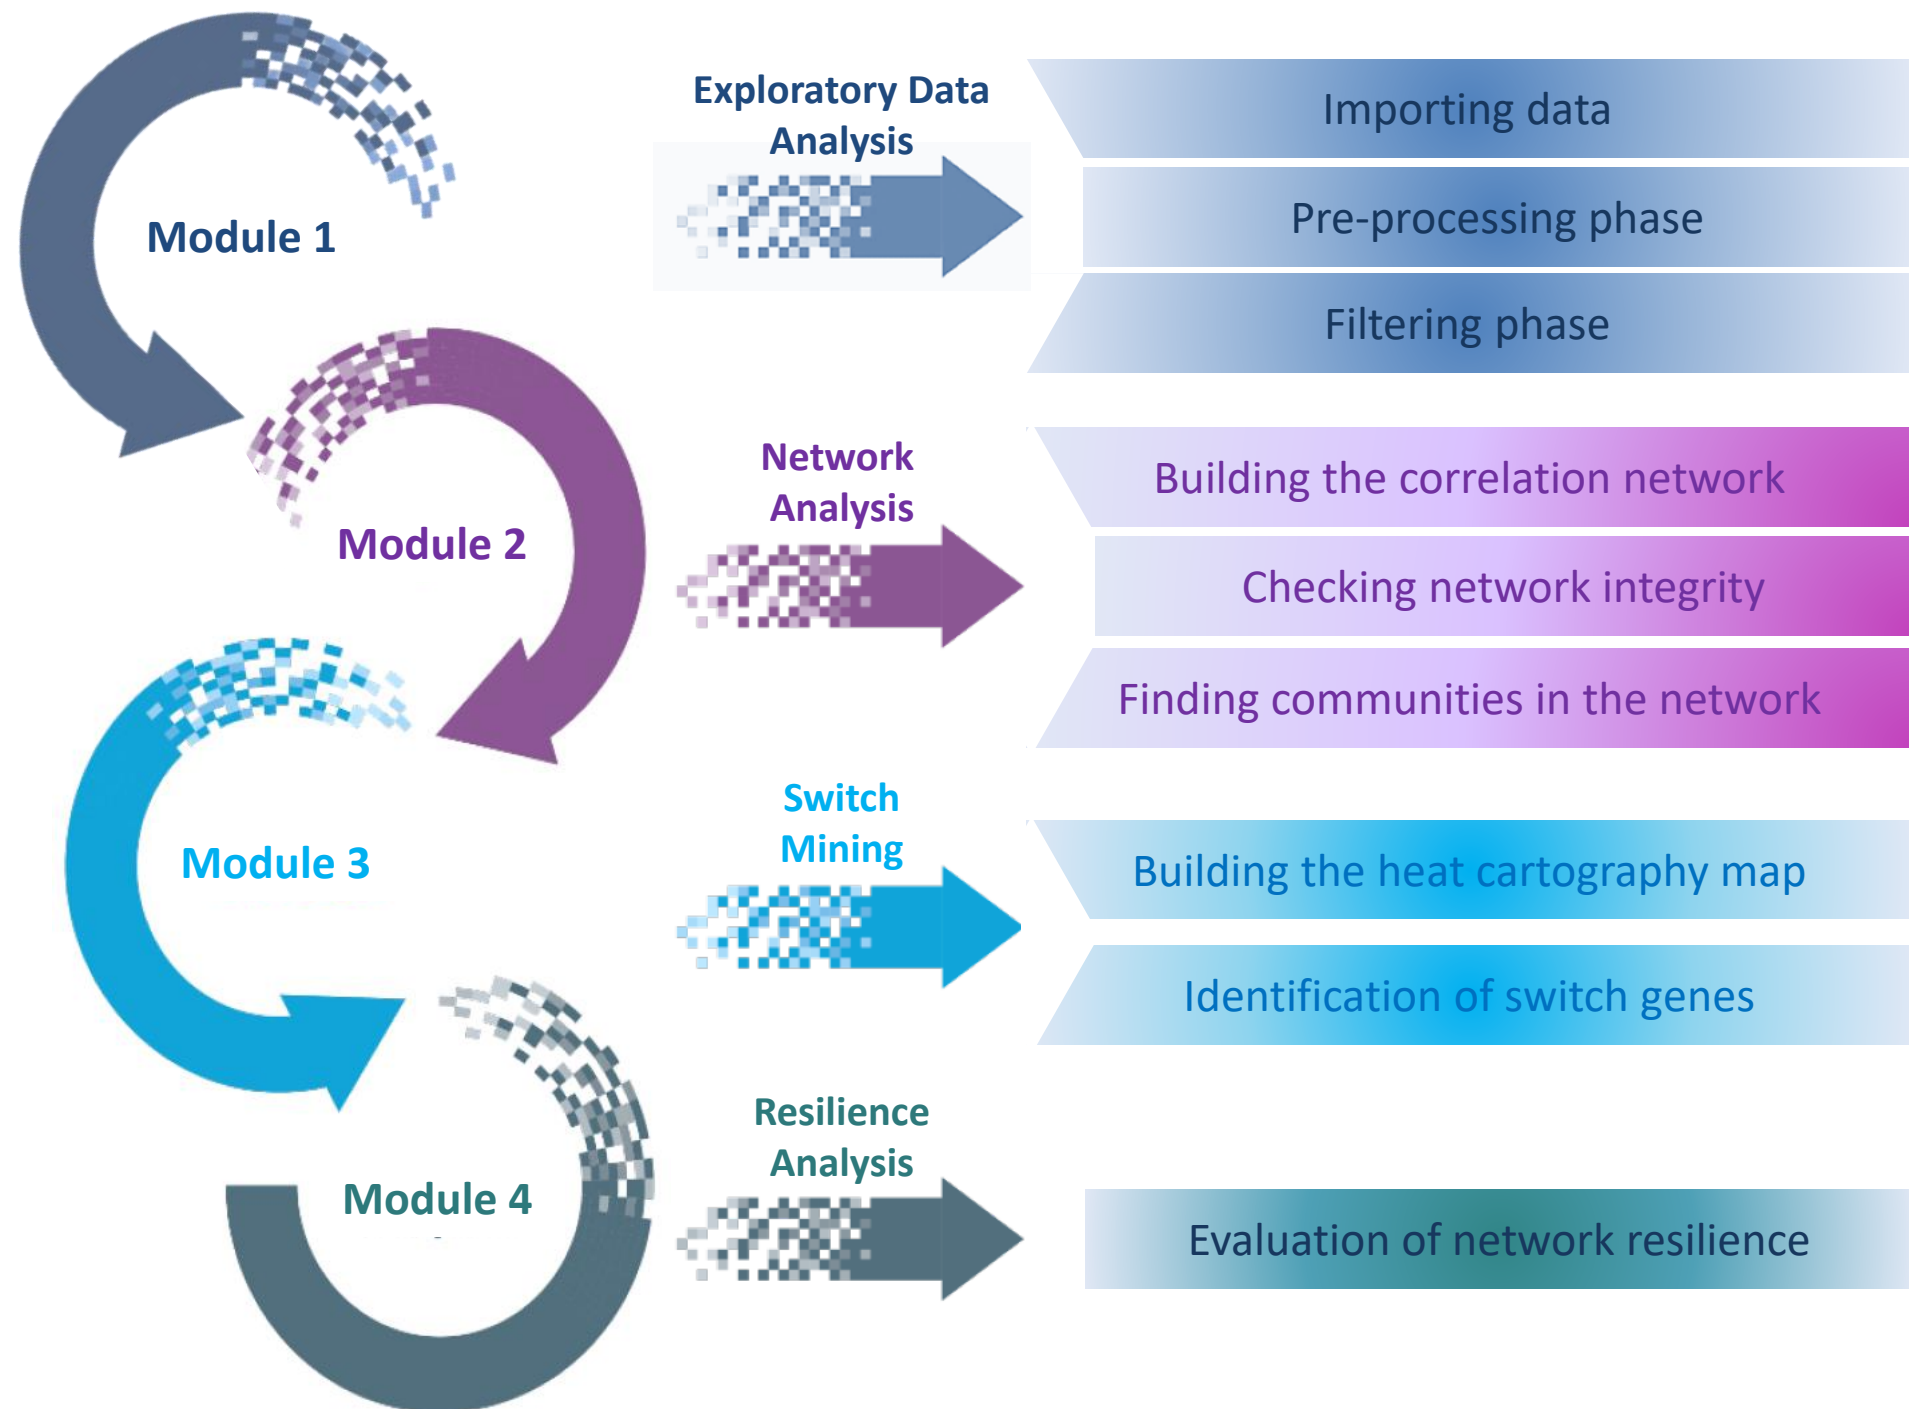 Module 1
Exploratory Data
Analysis
Importing data
Pre-processing phase
Filtering phase
Module 2
Network
Analysis
Building the correlation network
Checking network integrity
Finding communities in the network
Module 3
Switch
Mining
Building the heat cartography map
Identification of switch genes
Module 4
Resilience
Analysis
Evaluation of network resilience